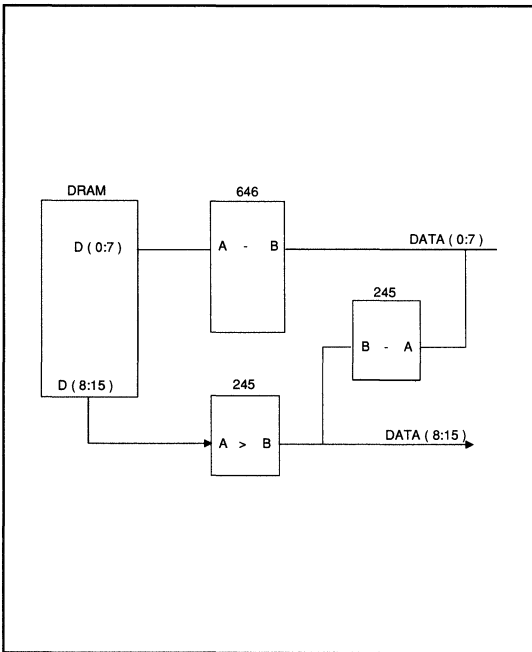 DRAM
646
D ( 0:7 )
A - B
DATA ( 0:7 )
245
B - A
D ( 8:15 )
245
A > B
DATA ( 8:15 )